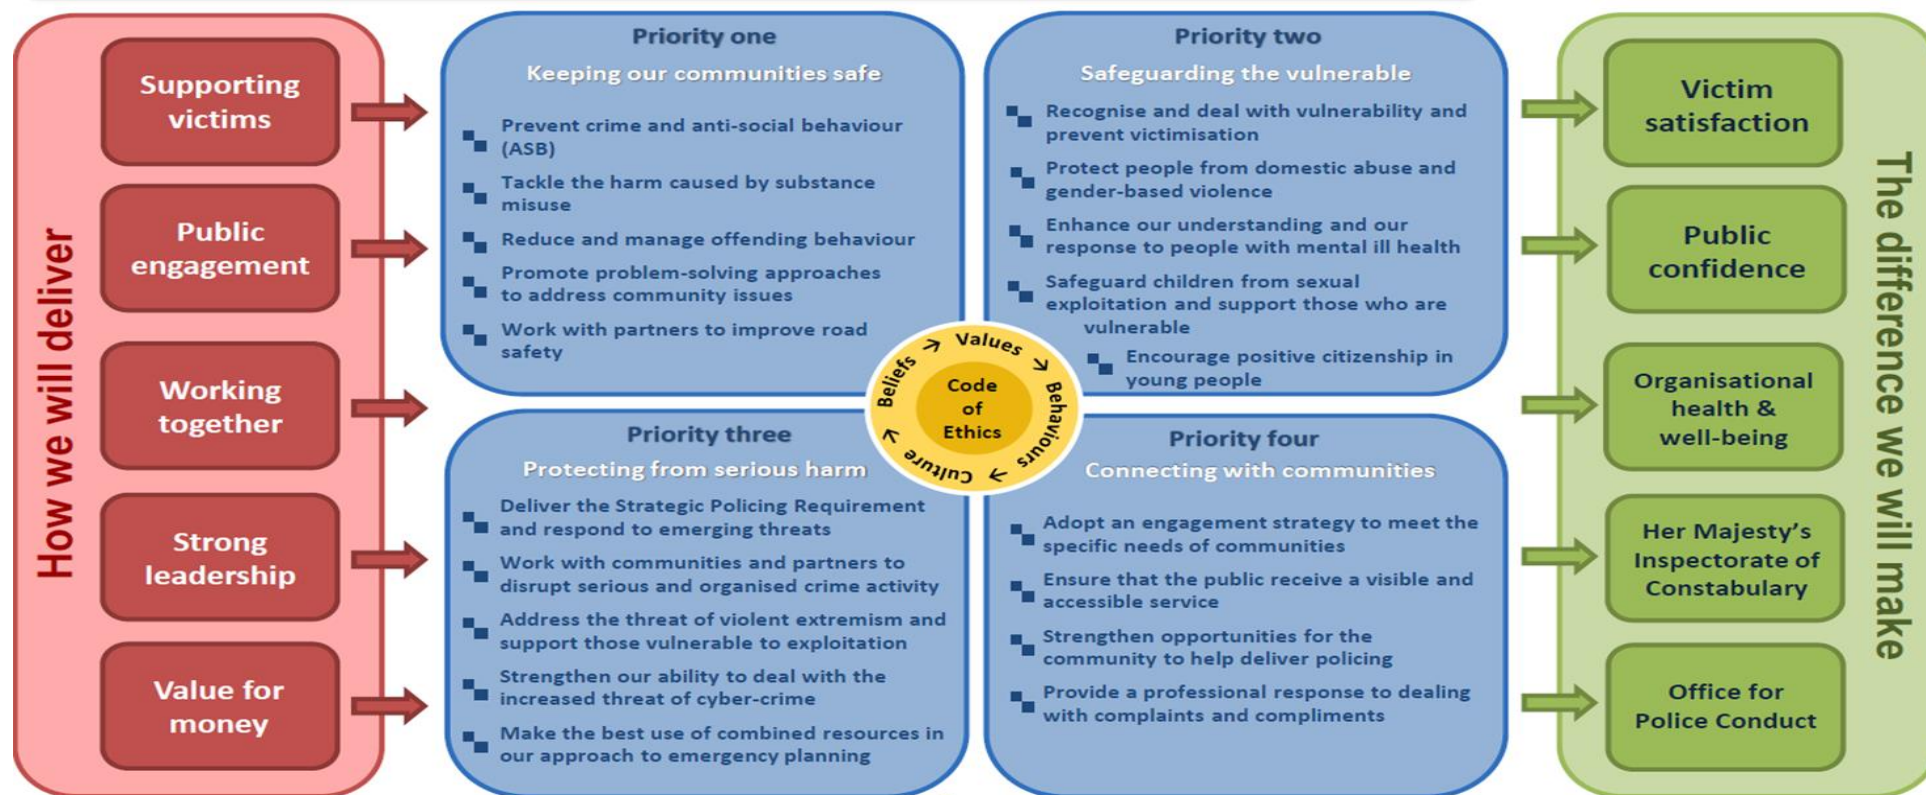 How we will deliver
Supporting
victims
Public
engagement
Working
together
Strong
leadership
Value for
money
Priority one
Keeping our communities safe
Prevent crime and anti-social behaviour
(ASB)
Tackle the harm caused by substance
misuse
Reduce and manage offending behaviour
Promote problem-solving approaches
to address community issues
Work with partners to improve road
safety
Priority two
Safeguarding the vulnerable
Recognise and deal with vulnerability and
prevent victimisation
Protect people from domestic abuse and
gender-based violence
Enhance our understanding and our
response to people with mental ill health
Safeguard children from sexual
exploitation and support those who are
vulnerable
Encourage positive citizenship in
young people
Beliefs → Values → Behaviours → Culture →
Code
of
Ethics
Priority three
Protecting from serious harm
Deliver the Strategic Policing Requirement
and respond to emerging threats
Work with communities and partners to
disrupt serious and organised crime activity
Address the threat of violent extremism and
support those vulnerable to exploitation
Strengthen our ability to deal with the
increased threat of cyber-crime
Make the best use of combined resources in
our approach to emergency planning
Priority four
Connecting with communities
Adopt an engagement strategy to meet the
specific needs of communities
Ensure that the public receive a visible and
accessible service
Strengthen opportunities for the
community to help deliver policing
Provide a professional response to dealing
with complaints and compliments
Victim
satisfaction
Public
confidence
Organisational
health &
well-being
Her Majesty's
Inspectorate of
Constabulary
Office for
Police Conduct
The difference we will make